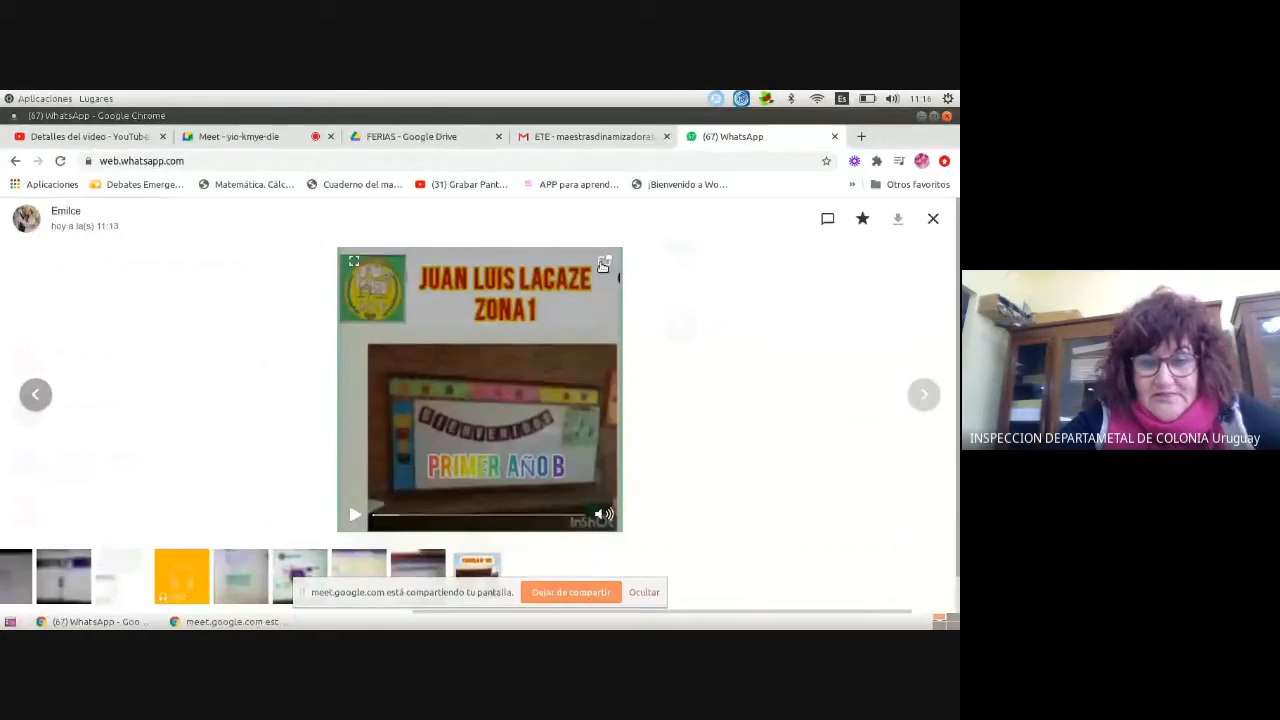 Aplicaciones Lugares
Es
11:16
(67) WhatsApp - Google Chrome
Detalles del vídeo - YouTube
Meet - yio-kmye-die
FERIAS - Google Drive
ETE - maestrasdinamizadoras
(67) WhatsApp
web.whatsapp.com
Aplicaciones
Debates Emerge...
Matemática. Cálc...
Cuaderno del ma...
(31) Grabar Pant...
APP para aprend...
¡Bienvenido a Wo...
Otros favoritos
Emilce
hoy a la(s) 11:13
JUAN LUIS LACAZE
ZONA 1
BIENVENIDOS
PRIMER AÑO B
InShOt
INSPECCION DEPARTAMETAL DE COLONIA Uruguay
meet.google.com está compartiendo tu pantalla.
Dejar de compartir
Ocultar
(67) WhatsApp - Goo ...
meet.google.com est...